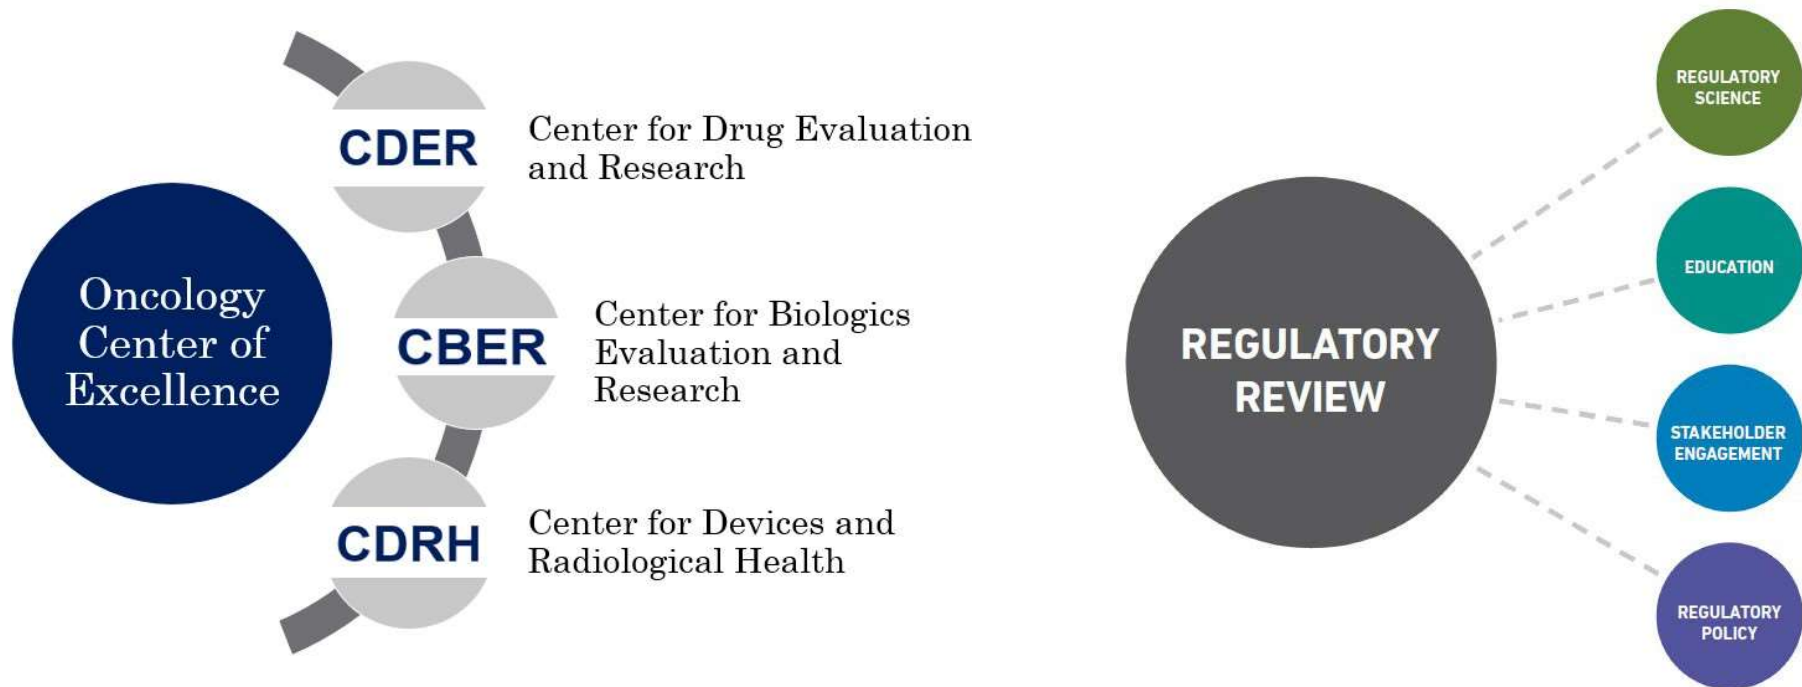 Oncology
Center of
Excellence
CDER
Center for Drug Evaluation
and Research
CBER
Center for Biologics
Evaluation and
Research
CDRH
Center for Devices and
Radiological Health
REGULATORY
REVIEW
REGULATORY
SCIENCE
EDUCATION
STAKEHOLDER
ENGAGEMENT
REGULATORY
POLICY